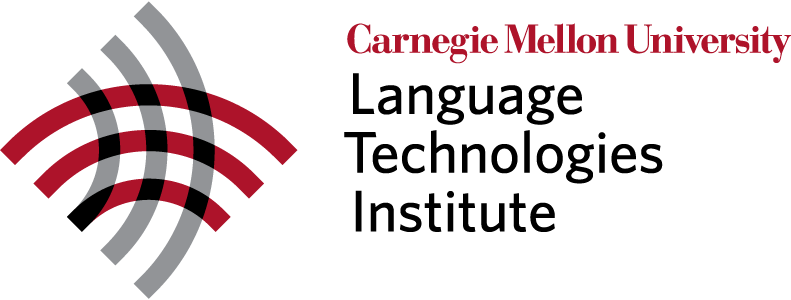 Carnegie Mellon University
Language
Technologies
Institute